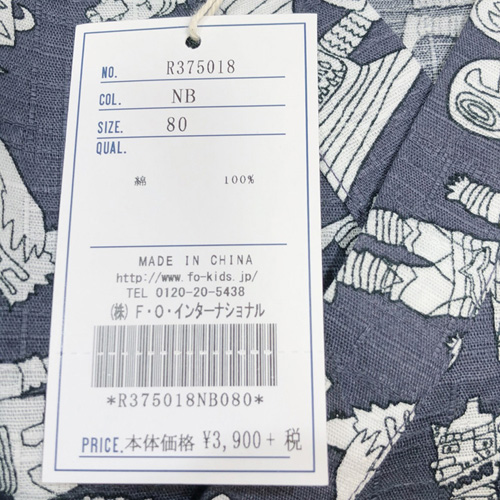 NO. R375018
COL. NB
SIZE. 80
QUAL.
綿 100%
MADE IN CHINA
http://www.fo-kids.jp/
TEL 0120-20-5438
(株) F・O・インターナショナル
*R375018NB080*
PRICE. 本体価格 ¥3,900 + 税